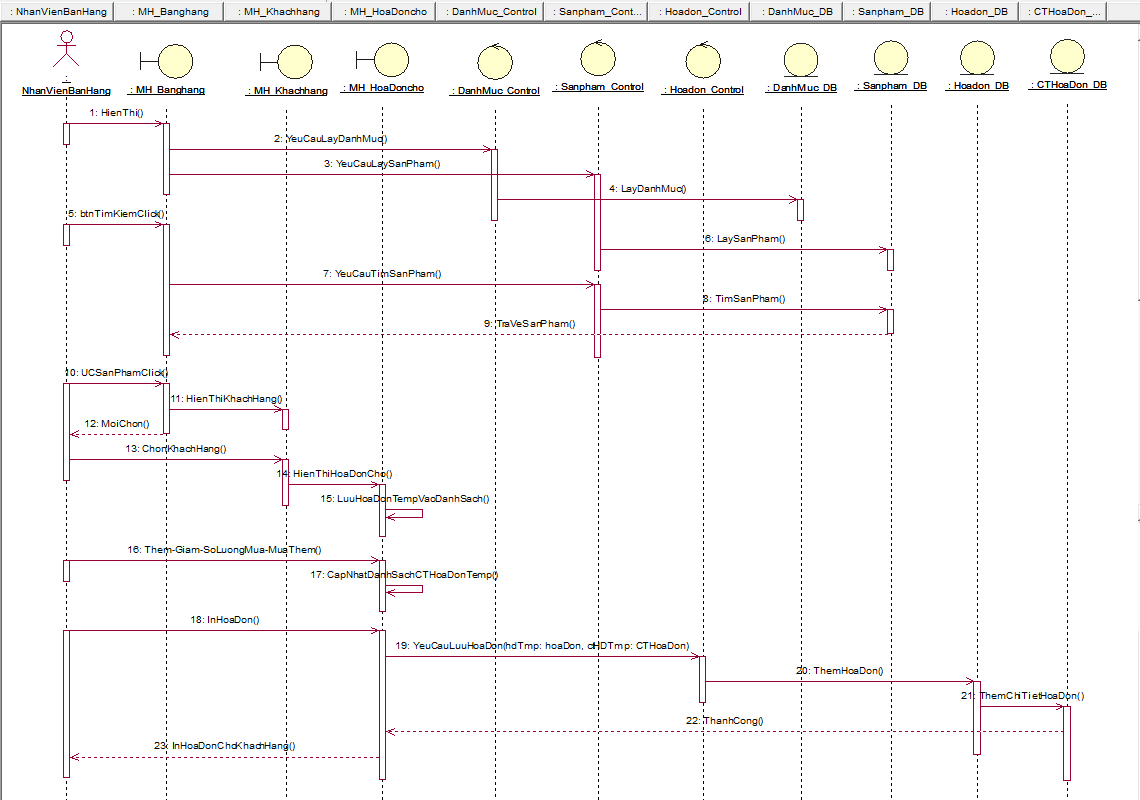 : NhanVienBanHang
: MH_Banghang
: MH_Khachhang
: MH_HoaDoncho
: DanhMuc_Control
: Sanpham_Cont...
: Hoadon_Control
: DanhMuc_DB
: Sanpham_DB
: Hoadon_DB
: CTHoaDon_...
:
NhanVienBanHang
: MH_Banghang
: MH_Khachhang
: MH_HoaDoncho
: DanhMuc_Control
: Sanpham_Control
: Hoadon_Control
: DanhMuc_DB
: Sanpham_DB
: Hoadon_DB
: CTHoaDon_DB
1: HienThi()
2: YeuCauLayDanhMuc()
3: YeuCauLaySanPham()
4: LayDanhMuc()
5: btnTimKiemClick()
6: LaySanPham()
7: YeuCauTimSanPham()
8: TimSanPham()
9: TraVeSanPham()
10: UCSanPhamClick()
11: HienThiKhachHang()
12: MoiChon()
13: ChonKhachHang()
14: HienThiHoaDonCho()
15: LuuHoaDonTempVaoDanhSach()
16: Them-Giam-SoLuongMua-MuaThem()
17: CapNhatDanhSachCTHoaDonTemp()
18: InHoaDon()
19: YeuCauLuuHoaDon(hdTmp: hoaDon, ctHDTmp: CTHoaDon)
20: ThemHoaDon()
21: ThemChiTietHoaDon()
22: ThanhCong()
23: InHoaDonChoKhachHang()